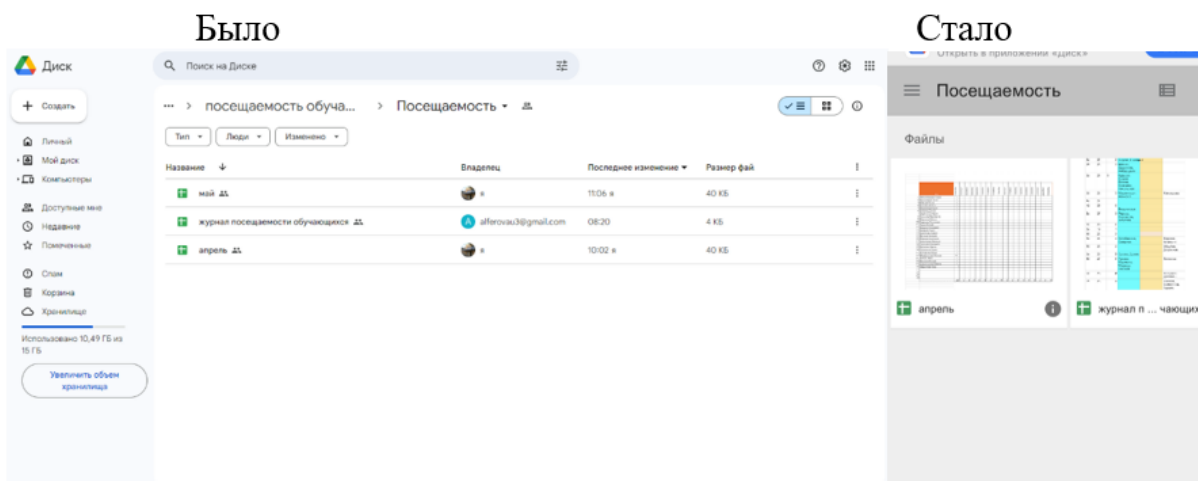 Было
Стало
Диск
Поиск на Диске
Создать
посещаемость обуча... > Посещаемость
Тип
Люди
Изменено
Личный
Мой диск
Компьютеры
Доступные мне
Недавние
Помеченные
Спам
Корзина
Хранилище
Использовано 10,49 ГБ из
15 ГБ
Увеличить объем
хранилища
Название Владелец Последнее изменение Размер фай
май я 11:06 я 40 КБ
журнал посещаемости обучающихся alferovau3@gmail.com 08:20 4 КБ
апрель я 10:02 я 40 КБ
Открыть в приложении «Диск»
Посещаемость
Файлы
апрель
журнал п ... чающих